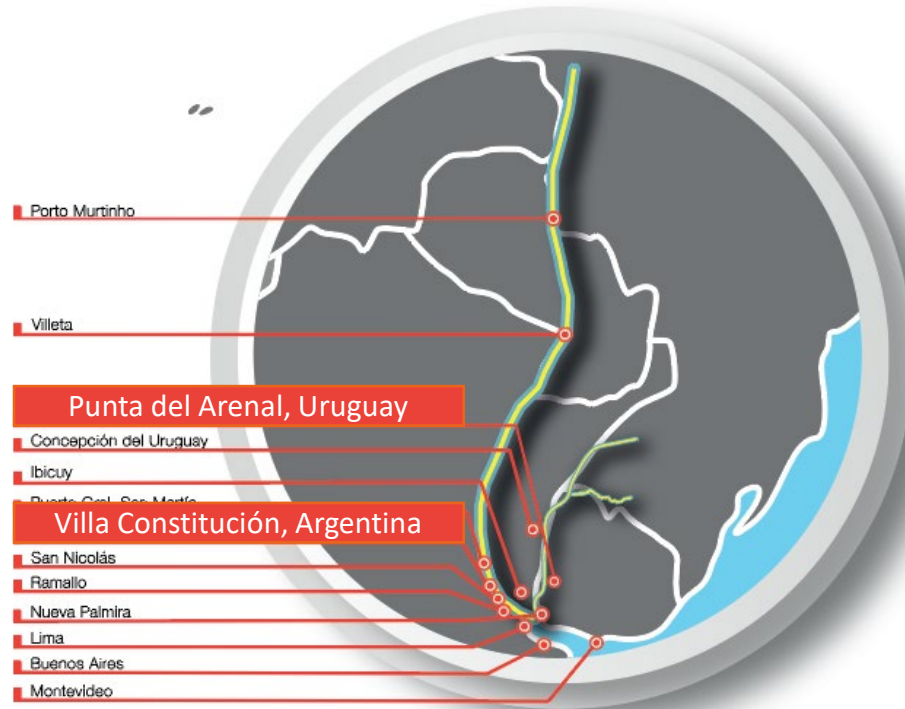 Porto Murtinho
Villeta
Punta del Arenal, Uruguay
Concepción del Uruguay
Ibicuy
Villa Constitución, Argentina
San Nicolás
Ramallo
Nueva Palmira
Lima
Buenos Aires
Montevideo